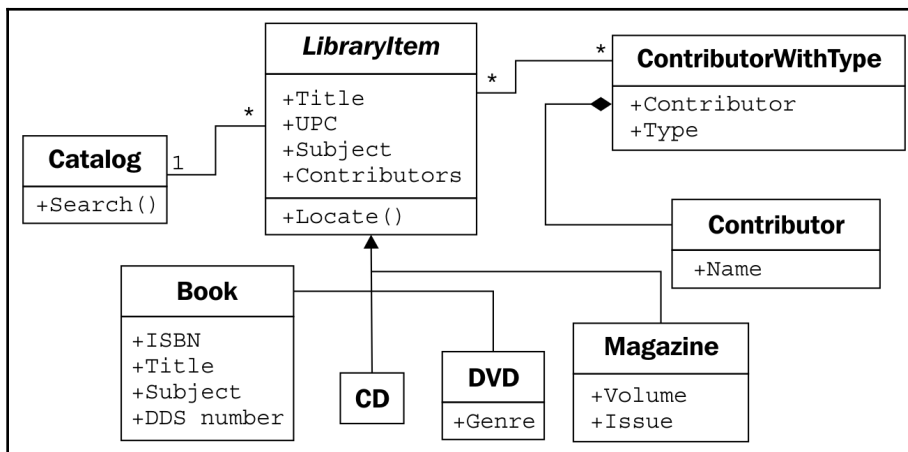 LibraryItem
+Title
+UPC
+Subject
+Contributors
+Locate()
*
*
ContributorWithType
+Contributor
+Type
*
1
Catalog
+Search()
Contributor
+Name
Book
+ISBN
+Title
+Subject
+DDS number
CD
DVD
+Genre
Magazine
+Volume
+Issue